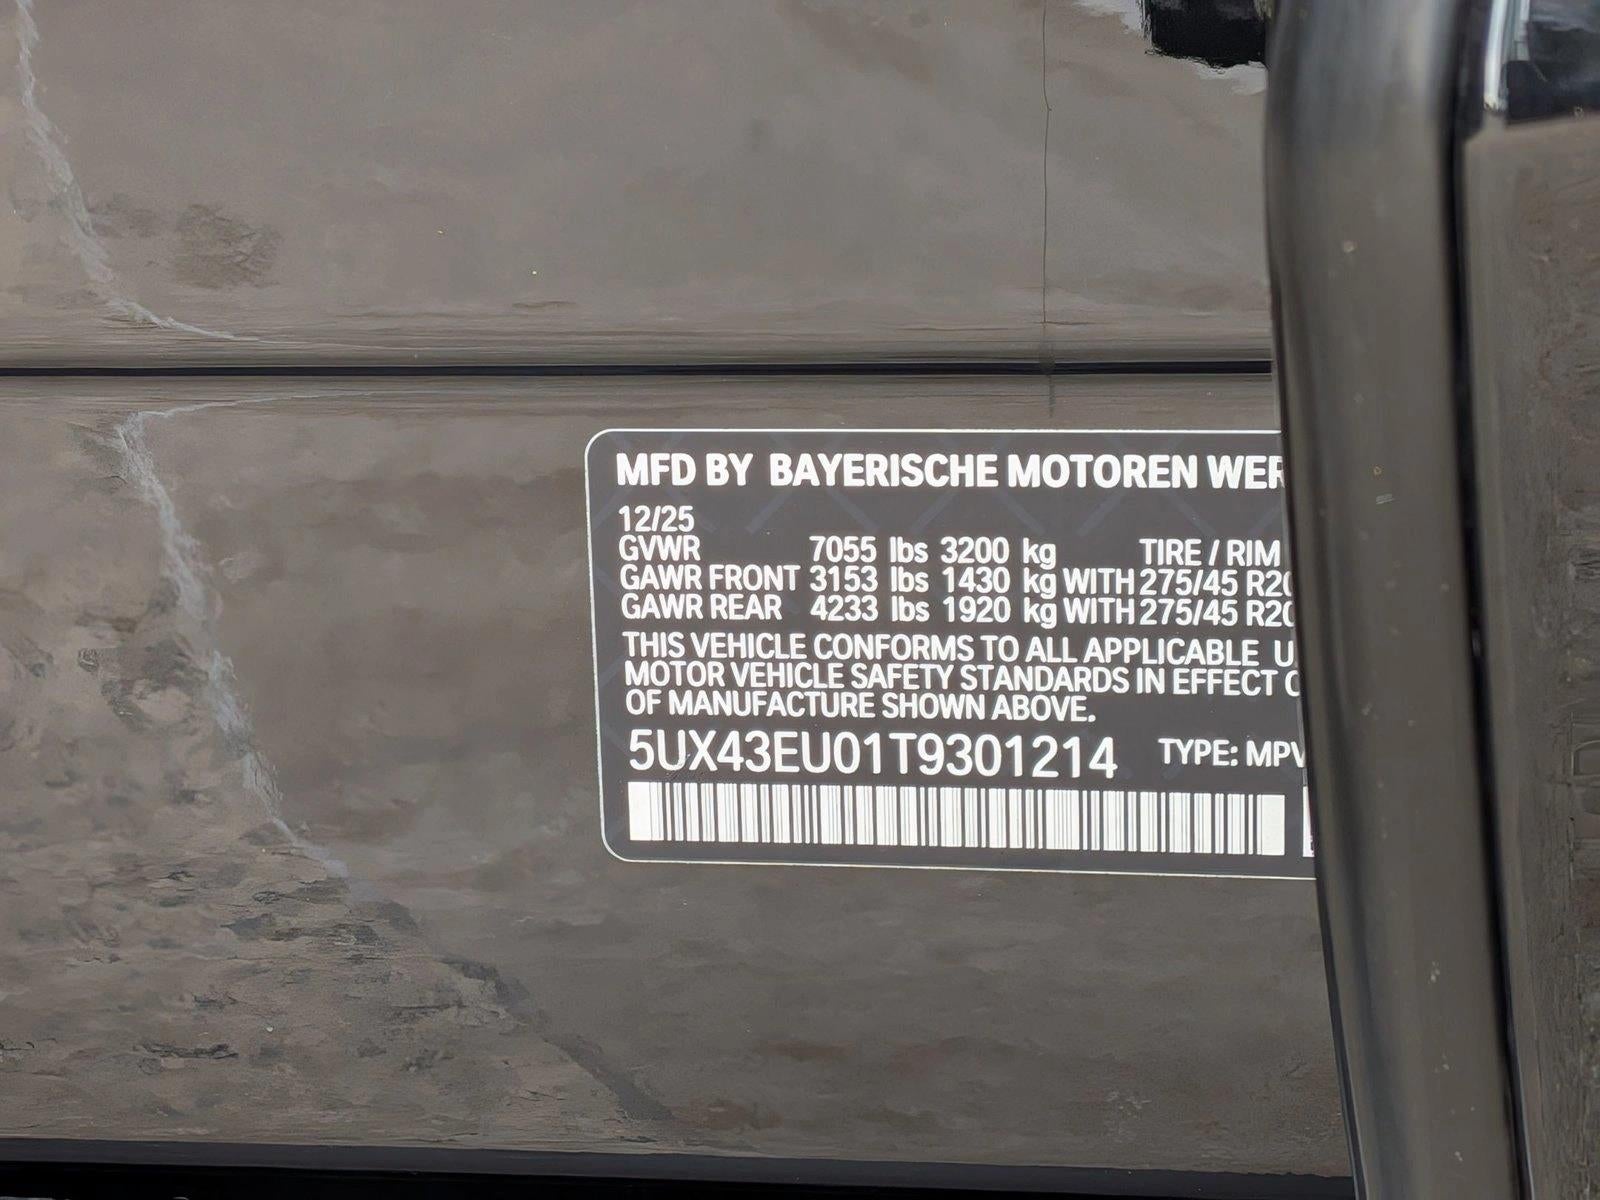 MFD BY BAYERISCHE MOTOREN WER
12/25
GVWR 7055 lbs 3200 kg TIRE / RIM
GAWR FRONT 3153 lbs 1430 kg WITH 275/45 R20
GAWR REAR 4233 lbs 1920 kg WITH 275/45 R20
THIS VEHICLE CONFORMS TO ALL APPLICABLE U
MOTOR VEHICLE SAFETY STANDARDS IN EFFECT
OF MANUFACTURE SHOWN ABOVE.
5UX43EU01T9301214 TYPE: MPV